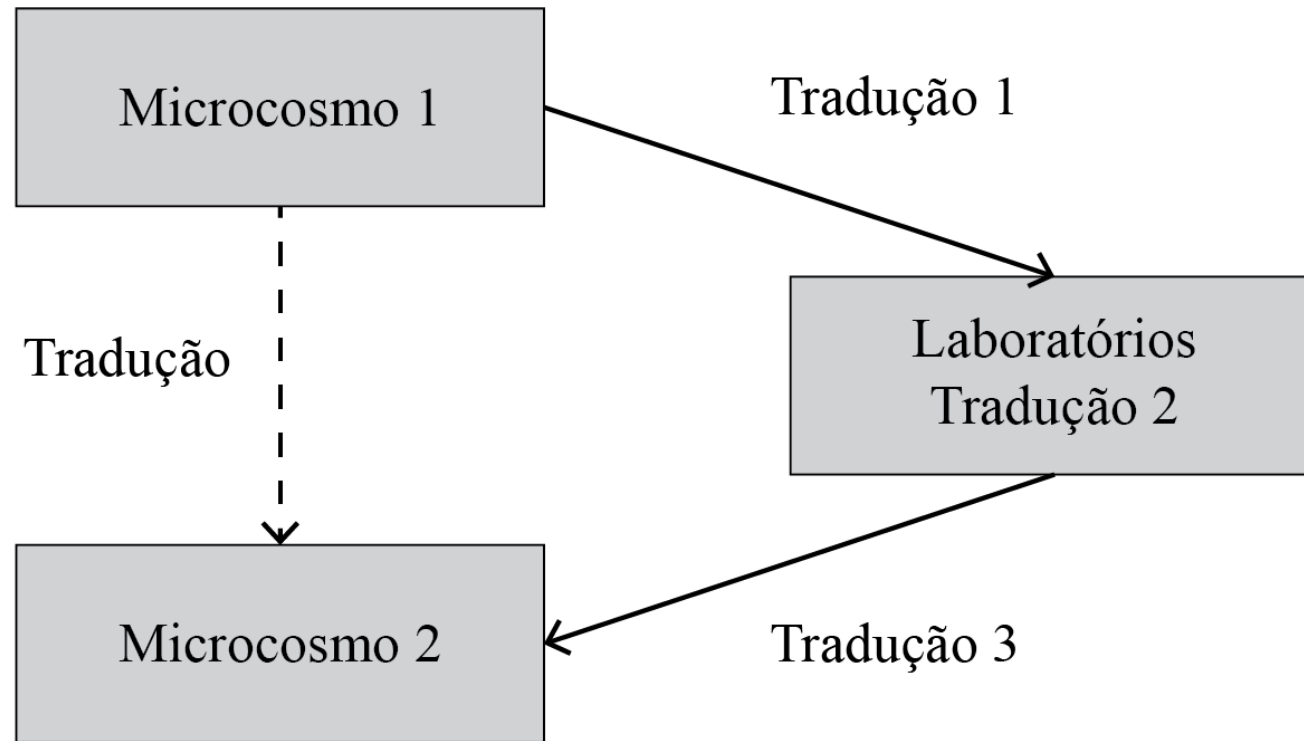 Microcosmo 1
Tradução 1
Tradução
Laboratórios
Tradução 2
Microcosmo 2
Tradução 3